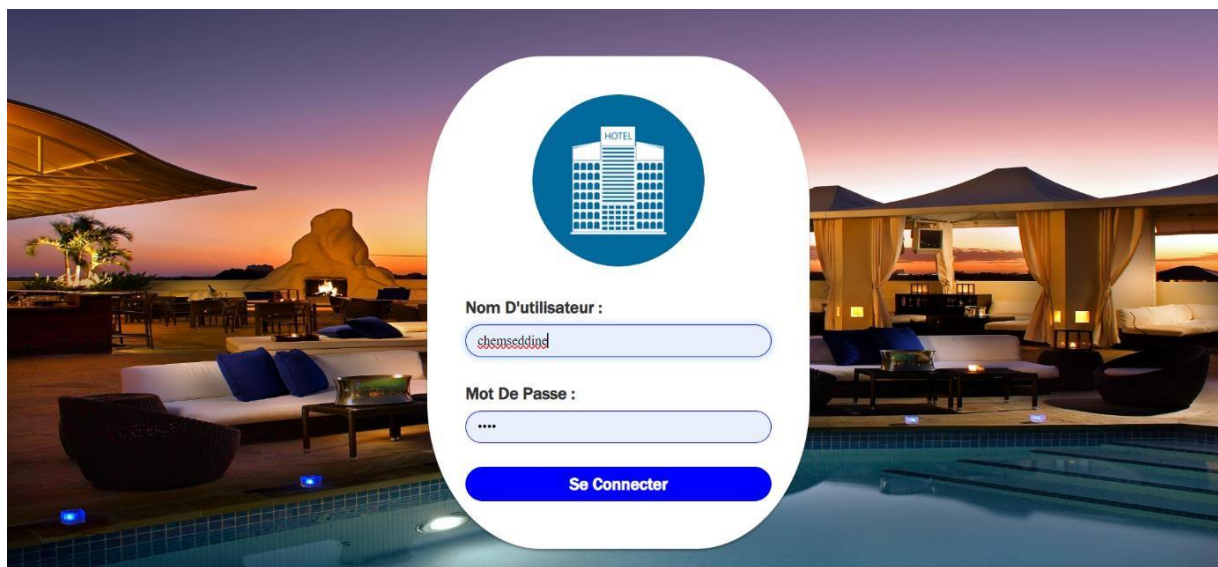 HOTEL
Nom D'utilisateur :
chemseddine
Mot De Passe :
••••
Se Connecter